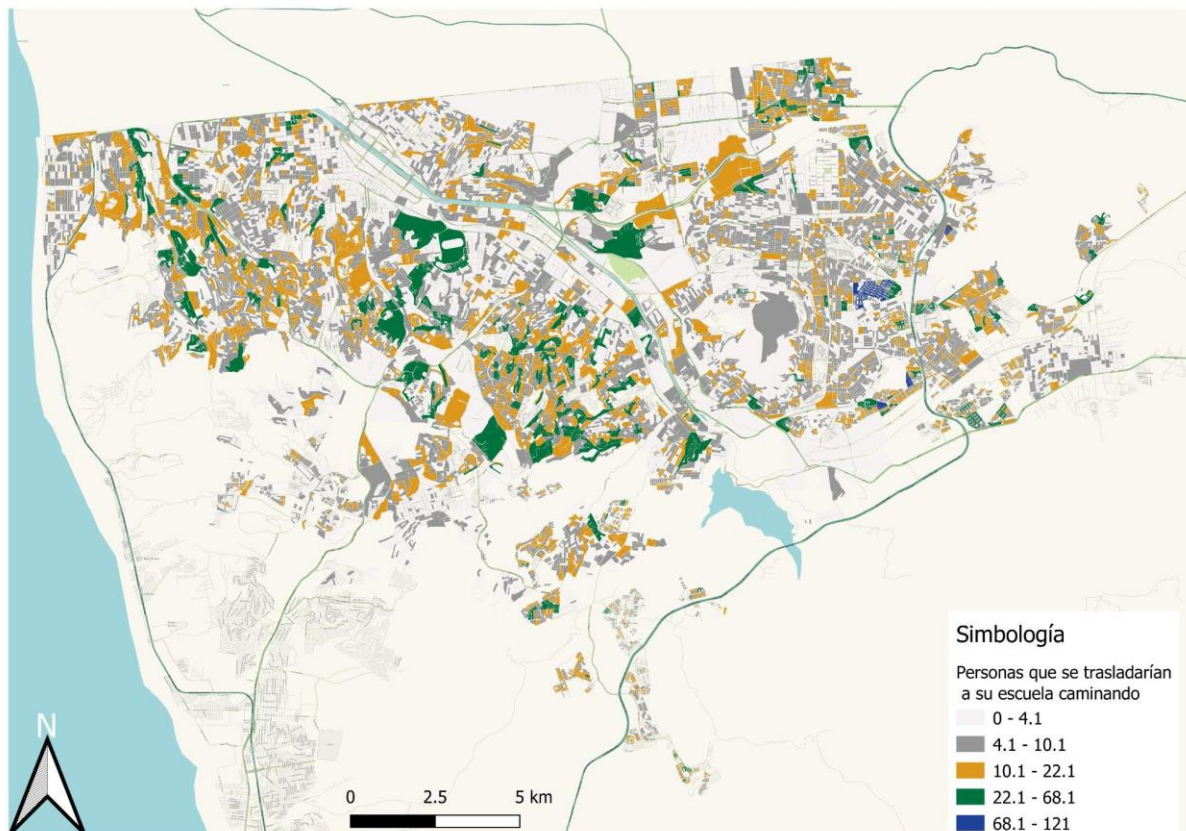 N
0 2.5 5 km
Simbología
Personas que se trasladarían
a su escuela caminando
0 - 4.1
4.1 - 10.1
10.1 - 22.1
22.1 - 68.1
68.1 - 121